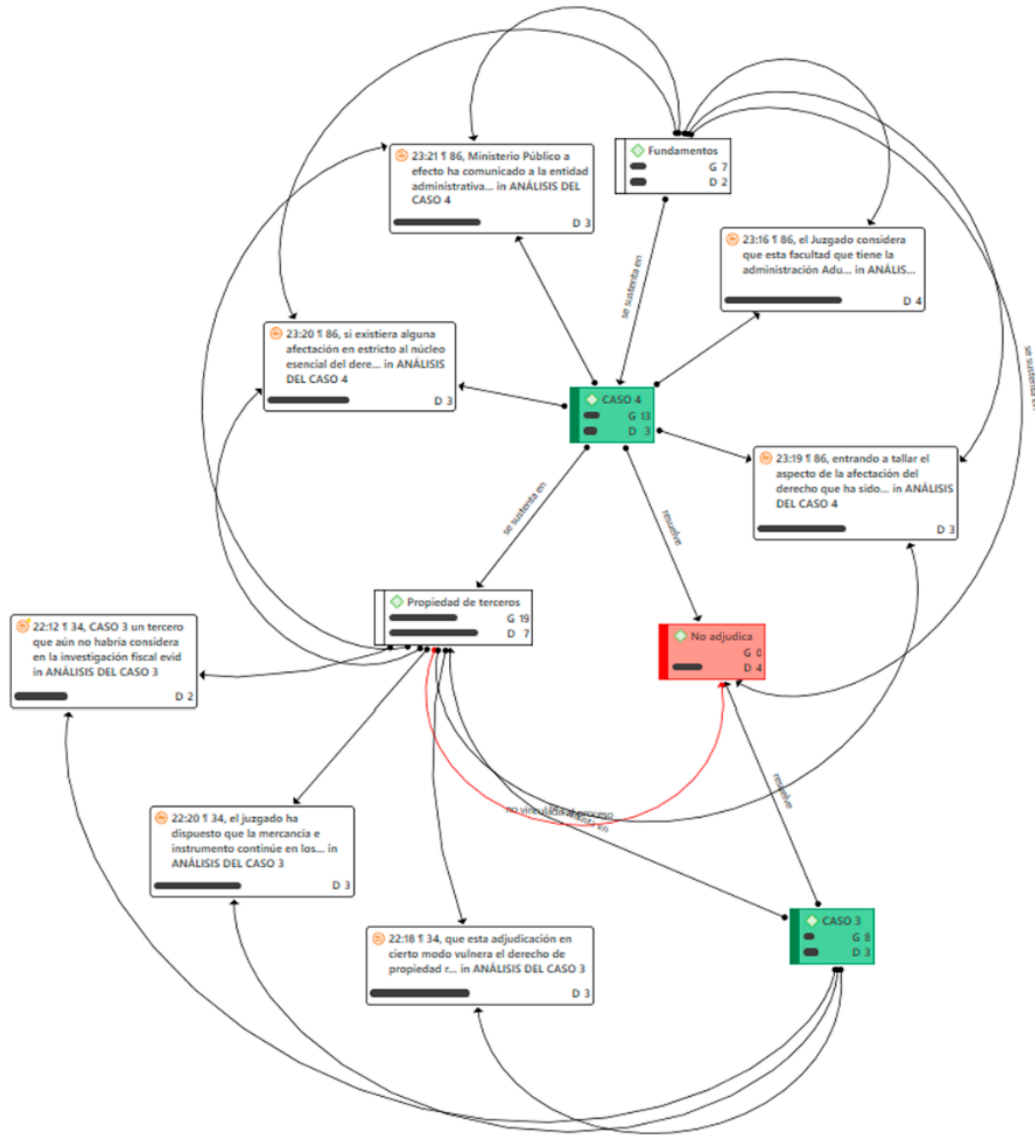 Fundamentos
G 7
D 2
23:21 ¶ 86, Ministerio Público a
efecto ha comunicado a la entidad
administrativa... in ANÁLISIS DEL
CASO 4
D 3
23:16 ¶ 86, el Juzgado considera
que esta facultad que tiene la
administración Adu... in ANÁLIS...
D 4
se sustenta en
23:20 ¶ 86, si existiera alguna
afectación en estricto al núcleo
esencial del dere... in ANÁLISIS
DEL CASO 4
D 3
se sustenta en
CASO 4
G 13
D 3
23:19 ¶ 86, entrando a tallar el
aspecto de la afectación del
derecho que ha sido... in ANÁLISIS
DEL CASO 4
D 3
se sustenta en
resuelve
Propiedad de terceros
G 19
D 7
No adjudica
G 0
D 4
22:12 ¶ 34, CASO 3 un tercero
que aún no habría considera
en la investigación fiscal evid
in ANÁLISIS DEL CASO 3
D 2
resuelve
no vinculada al proceso
22:20 ¶ 34, el juzgado ha
dispuesto que la mercancía e
instrumento continúe en los... in
ANÁLISIS DEL CASO 3
D 3
CASO 3
G 8
D 3
22:18 ¶ 34, que esta adjudicación en
cierto modo vulnera el derecho de
propiedad r... in ANÁLISIS DEL CASO 3
D 3